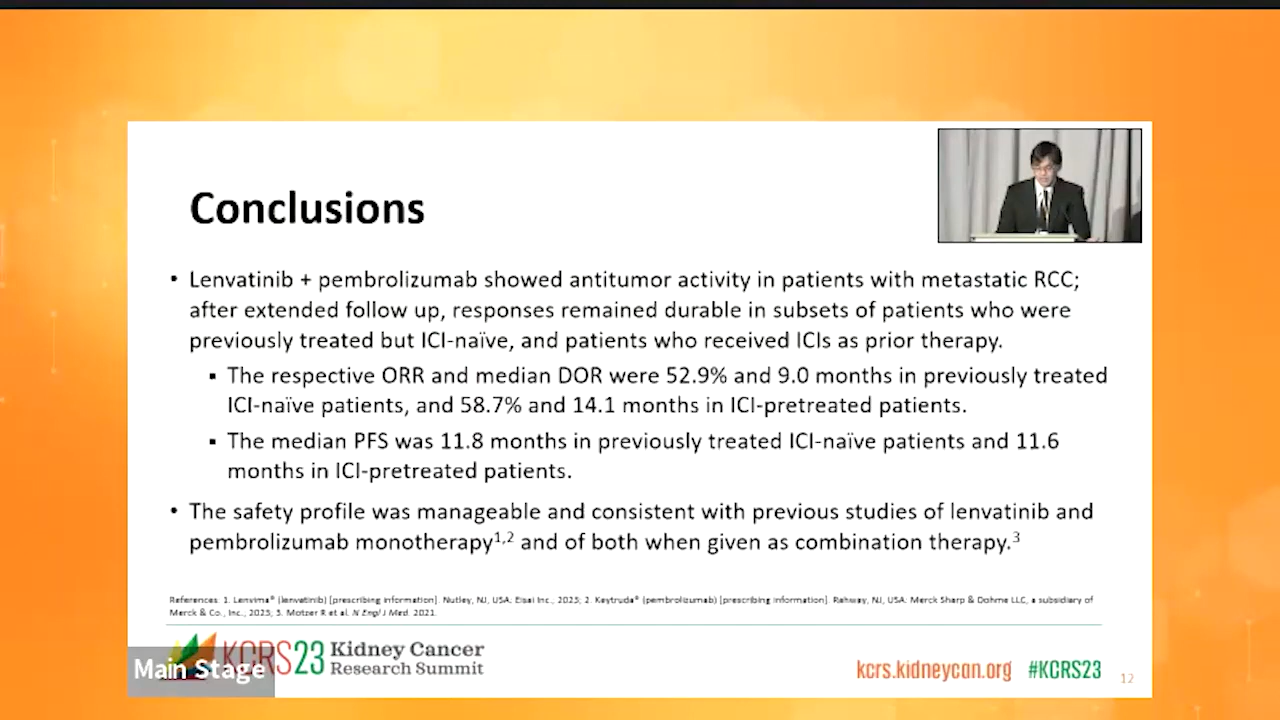 Conclusions
• Lenvatinib + pembrolizumab showed antitumor activity in patients with metastatic RCC;
after extended follow up, responses remained durable in subsets of patients who were
previously treated but ICI-naïve, and patients who received ICIs as prior therapy.
▪ The respective ORR and median DOR were 52.9% and 9.0 months in previously treated
ICI-naïve patients, and 58.7% and 14.1 months in ICI-pretreated patients.
▪ The median PFS was 11.8 months in previously treated ICI-naïve patients and 11.6
months in ICI-pretreated patients.
• The safety profile was manageable and consistent with previous studies of lenvatinib and
pembrolizumab monotherapy1,2 and of both when given as combination therapy.3
References: 1. Lenvima® (lenvatinib) [prescribing information]. Nutley, NJ, USA: Eisai Inc., 2023; 2. Keytruda® (pembrolizumab) [prescribing information]. Rahway, NJ, USA: Merck Sharp & Dohme LLC, a subsidiary of
Merck & Co., Inc., 2023; 3. Motzer R et al. N Engl J Med. 2021.
KCRS23 Kidney Cancer
Research Summit
Main Stage
kcrs.kidneycan.org #KCRS23
12